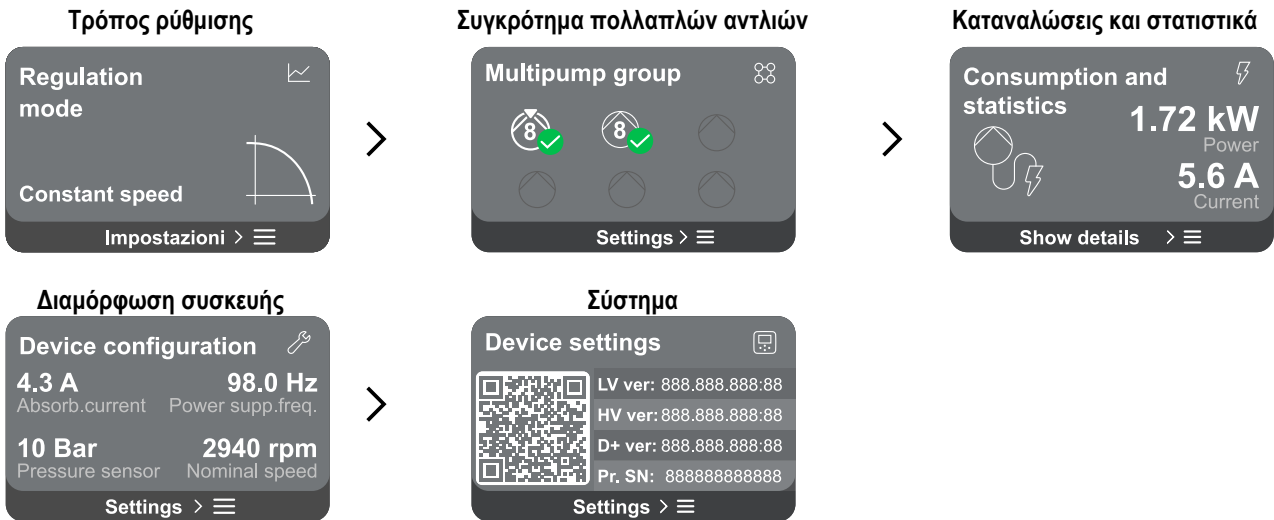 Τρόπος ρύθμισης
Regulation
mode
Constant speed
Impostazioni >
Συγκρότημα πολλαπλών αντλιών
Multipump group
8 8
Settings >
Καταναλώσεις και στατιστικά
Consumption and
statistics
1.72 kW
Power
5.6 A
Current
Show details >
Διαμόρφωση συσκευής
Device configuration
4.3 A 98.0 Hz
Absorb.current Power supp.freq.
10 Bar 2940 rpm
Pressure sensor Nominal speed
Settings >
Σύστημα
Device settings
LV ver: 888.888.888:88
HV ver: 888.888.888:88
D+ ver: 888.888.888:88
Pr. SN: 888888888888
Settings >